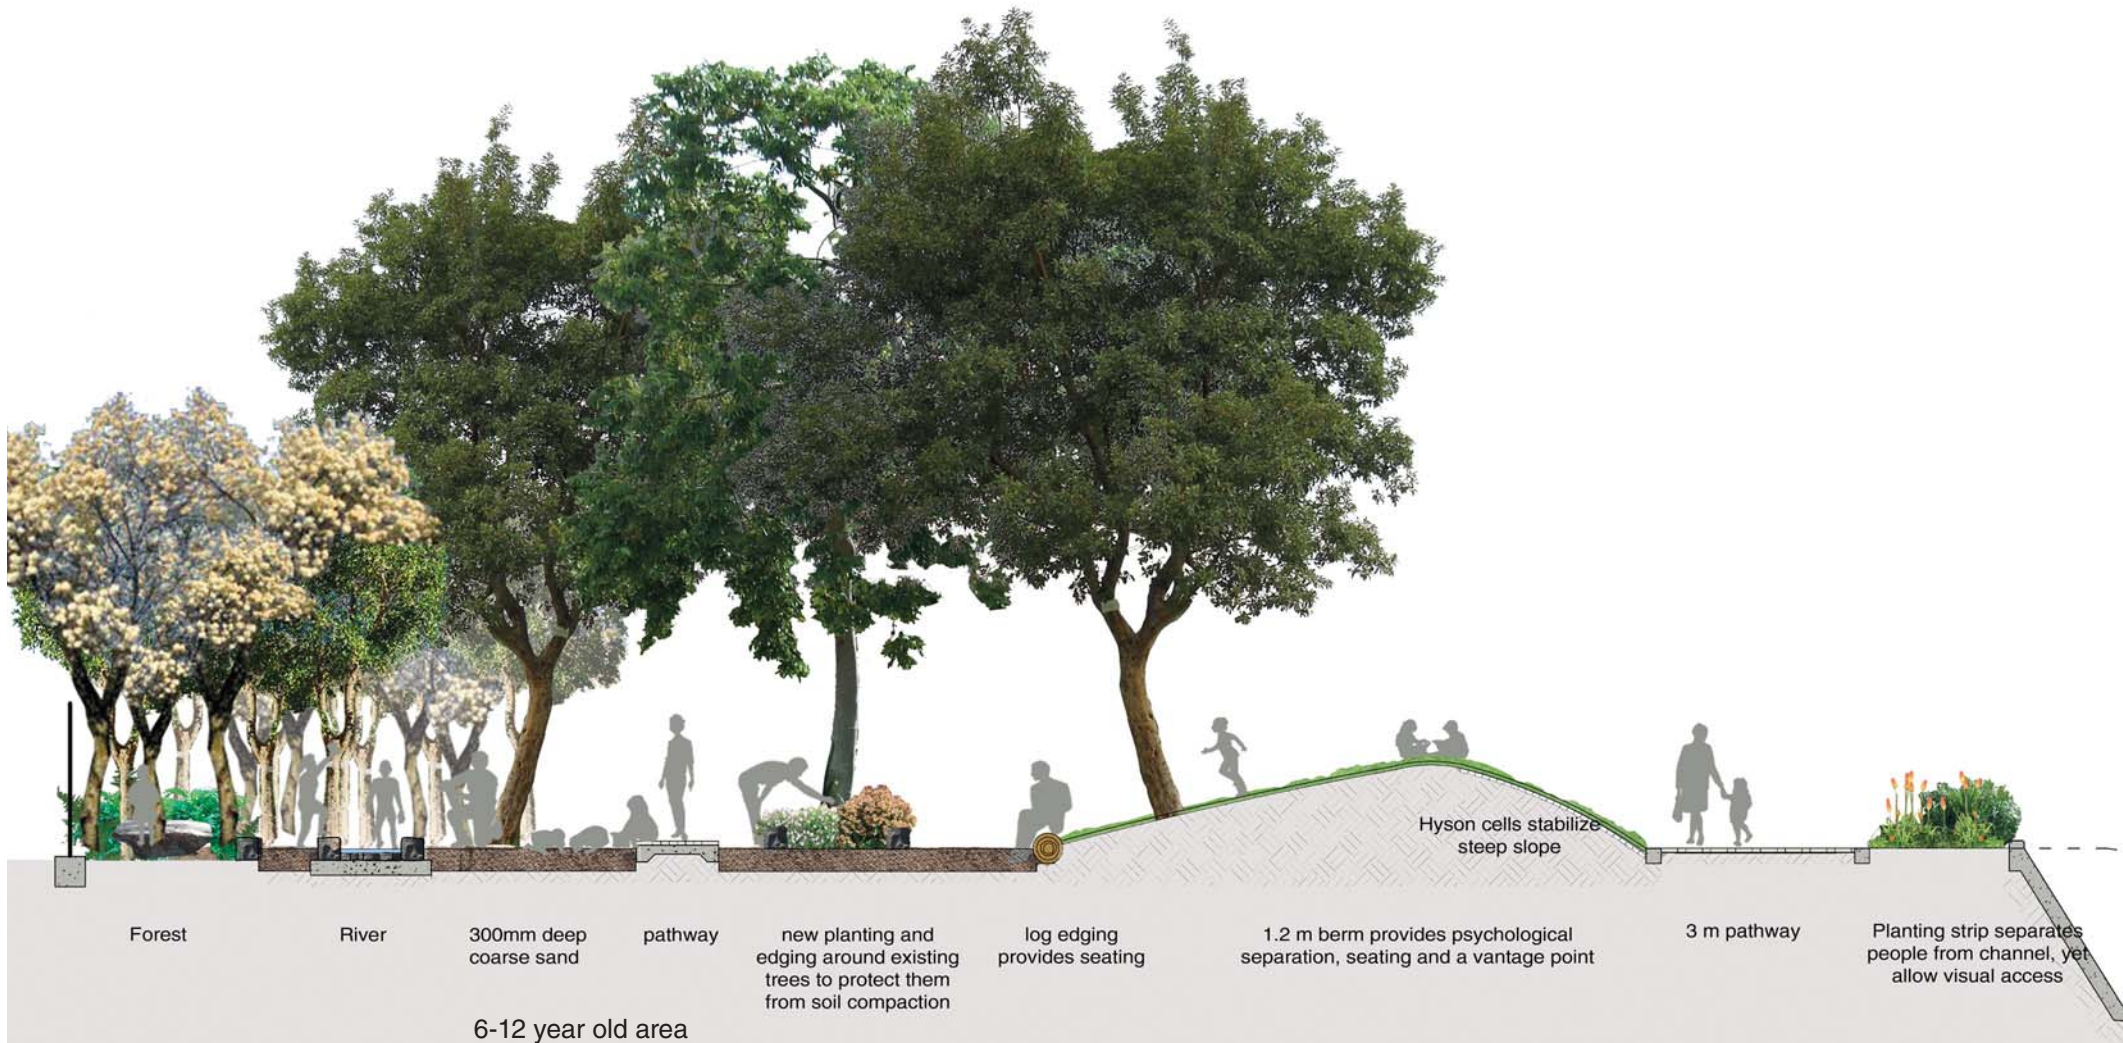 Hyson cells stabilize
steep slope
Forest
River
300mm deep
coarse sand
pathway
new planting and
edging around existing
trees to protect them
from soil compaction
log edging
provides seating
1.2 m berm provides psychological
separation, seating and a vantage point
3 m pathway
Planting strip separates
people from channel, yet
allow visual access
6-12 year old area